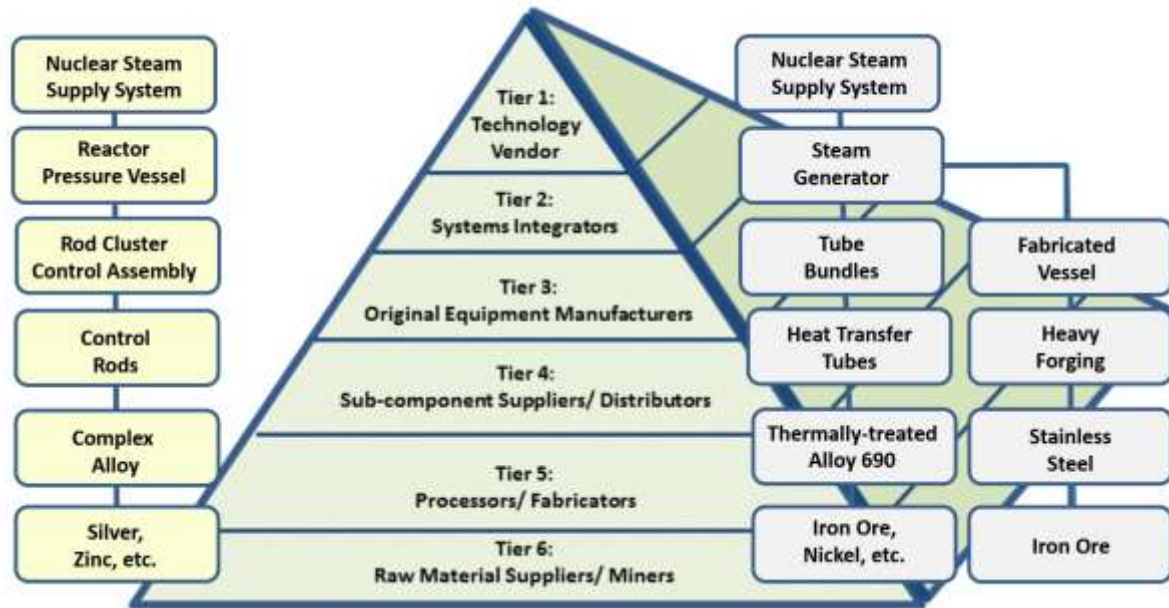 Nuclear Steam
Supply System
Reactor
Pressure Vessel
Rod Cluster
Control Assembly
Control
Rods
Complex
Alloy
Silver,
Zinc, etc.
Tier 1:
Technology
Vendor
Tier 2:
Systems Integrators
Tier 3:
Original Equipment Manufacturers
Tier 4:
Sub-component Suppliers/ Distributors
Tier 5:
Processors/ Fabricators
Tier 6:
Raw Material Suppliers/ Miners
Nuclear Steam
Supply System
Steam
Generator
Tube
Bundles
Heat Transfer
Tubes
Thermally-treated
Alloy 690
Iron Ore,
Nickel, etc.
Fabricated
Vessel
Heavy
Forging
Stainless
Steel
Iron Ore